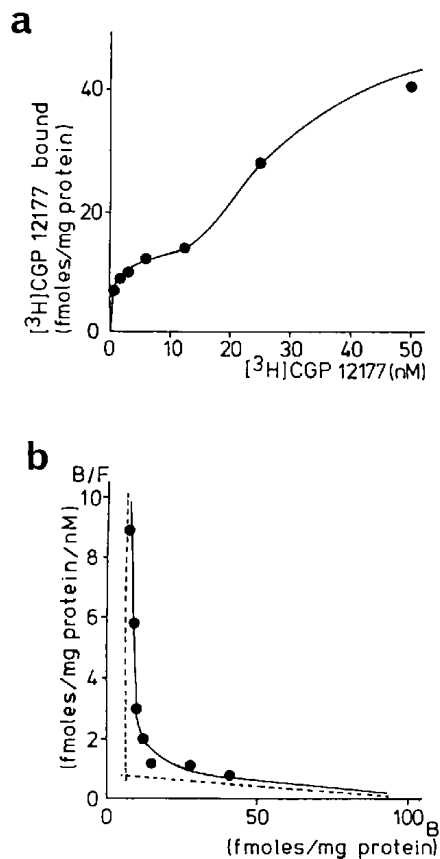 a
[³H]CGP 12177 bound
(fmoles/mg protein)
40
20
0
0 10 20 30 40 50
[³H]CGP 12177(nM)
b
B/F
(fmoles/mg protein/nM)
10
8
6
4
2
0
0 50 100 B
(fmoles/mg protein)